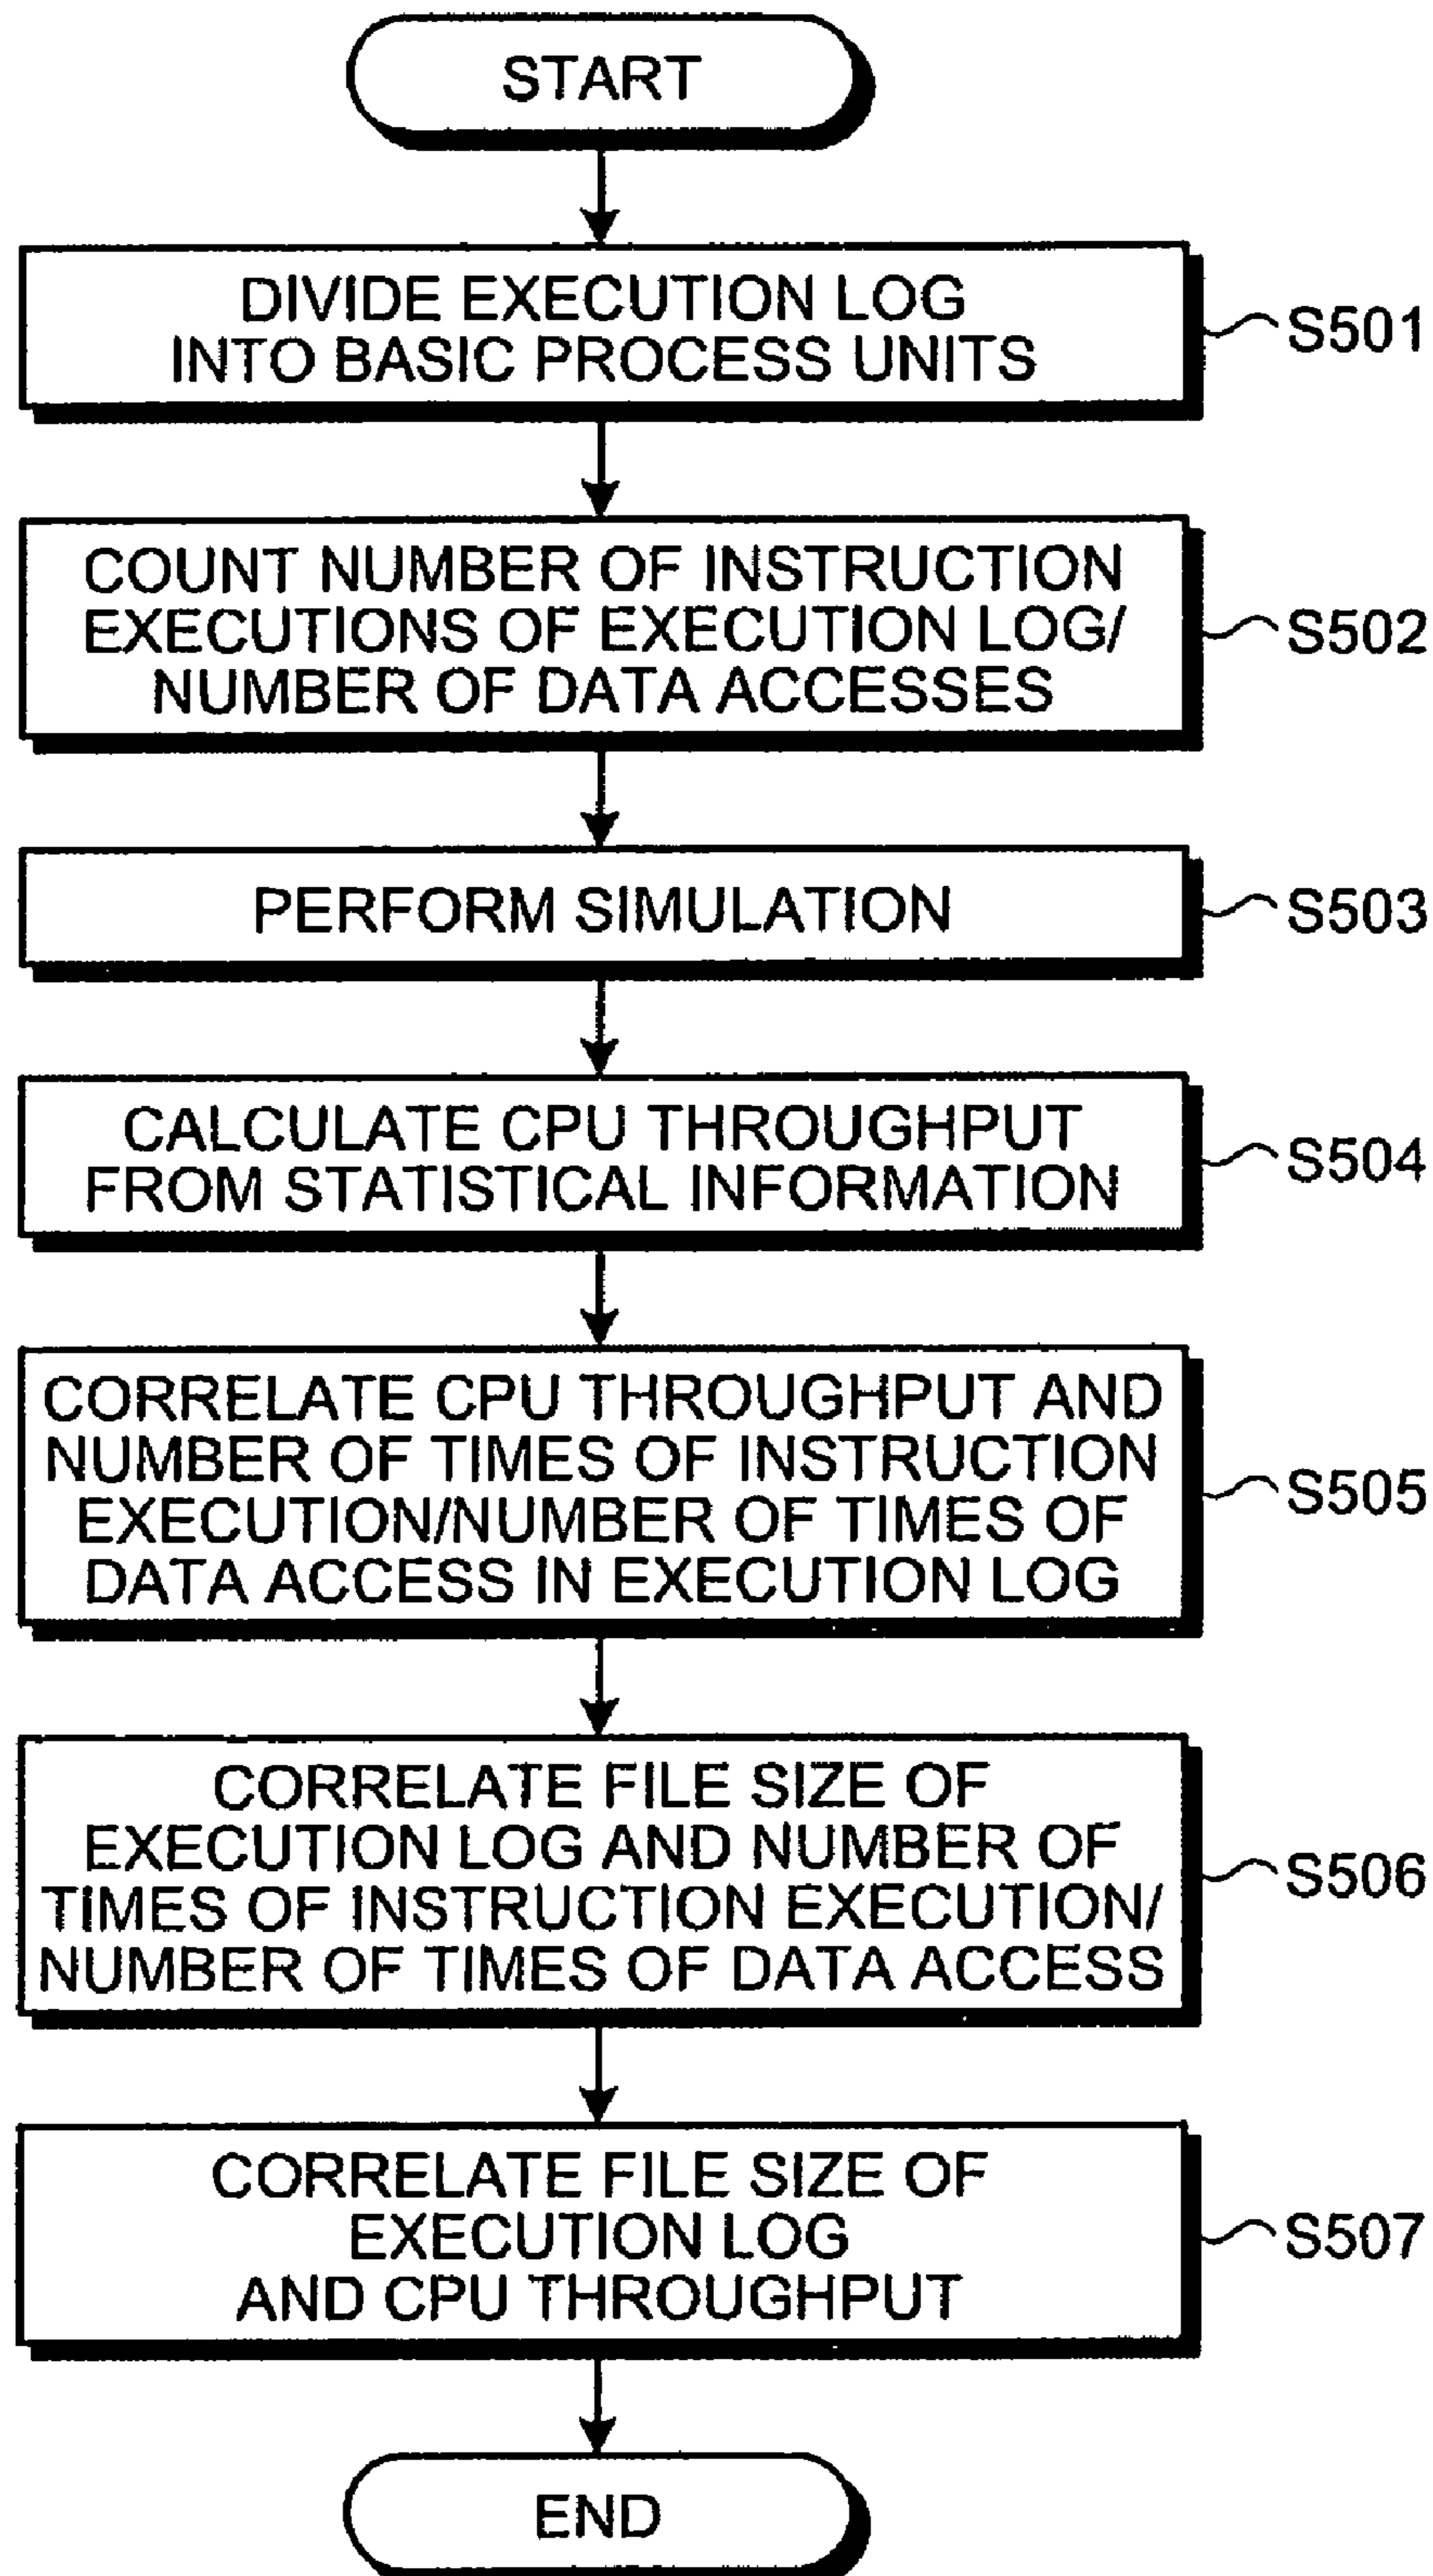 START
DIVIDE EXECUTION LOG
INTO BASIC PROCESS UNITS
S501
COUNT NUMBER OF INSTRUCTION
EXECUTIONS OF EXECUTION LOG/
NUMBER OF DATA ACCESSES
S502
PERFORM SIMULATION
S503
CALCULATE CPU THROUGHPUT
FROM STATISTICAL INFORMATION
S504
CORRELATE CPU THROUGHPUT AND
NUMBER OF TIMES OF INSTRUCTION
EXECUTION/NUMBER OF TIMES OF
DATA ACCESS IN EXECUTION LOG
S505
CORRELATE FILE SIZE OF
EXECUTION LOG AND NUMBER OF
TIMES OF INSTRUCTION EXECUTION/
NUMBER OF TIMES OF DATA ACCESS
S506
CORRELATE FILE SIZE OF
EXECUTION LOG
AND CPU THROUGHPUT
S507
END